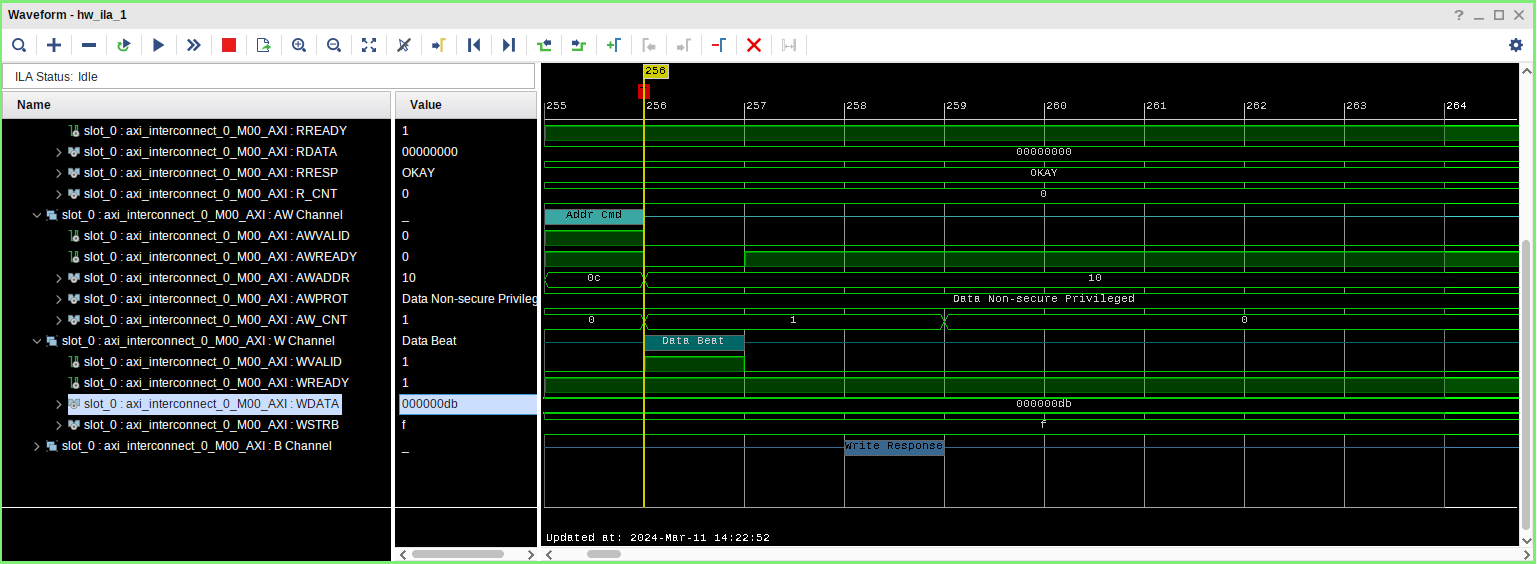 Waveform - hw_ila_1
ILA Status: Idle
Name Value
256
255 256 257 258 259 260 261 262 263 264
slot_0 : axi_interconnect_0_M00_AXI : RREADY 1
slot_0 : axi_interconnect_0_M00_AXI : RDATA 00000000 00000000
slot_0 : axi_interconnect_0_M00_AXI : RRESP OKAY OKAY
slot_0 : axi_interconnect_0_M00_AXI : R_CNT 0 0
slot_0 : axi_interconnect_0_M00_AXI : AW Channel _ Addr Cmd
slot_0 : axi_interconnect_0_M00_AXI : AWVALID 0
slot_0 : axi_interconnect_0_M00_AXI : AWREADY 0
slot_0 : axi_interconnect_0_M00_AXI : AWADDR 10 0c 10
slot_0 : axi_interconnect_0_M00_AXI : AWPROT Data Non-secure Privileg Data Non-secure Privileged
slot_0 : axi_interconnect_0_M00_AXI : AW_CNT 1 0 1 0
slot_0 : axi_interconnect_0_M00_AXI : W Channel Data Beat Data Beat
slot_0 : axi_interconnect_0_M00_AXI : WVALID 1
slot_0 : axi_interconnect_0_M00_AXI : WREADY 1
slot_0 : axi_interconnect_0_M00_AXI : WDATA 000000db 000000db
slot_0 : axi_interconnect_0_M00_AXI : WSTRB f f
slot_0 : axi_interconnect_0_M00_AXI : B Channel _ Write Response
Updated at: 2024-Mar-11 14:22:52